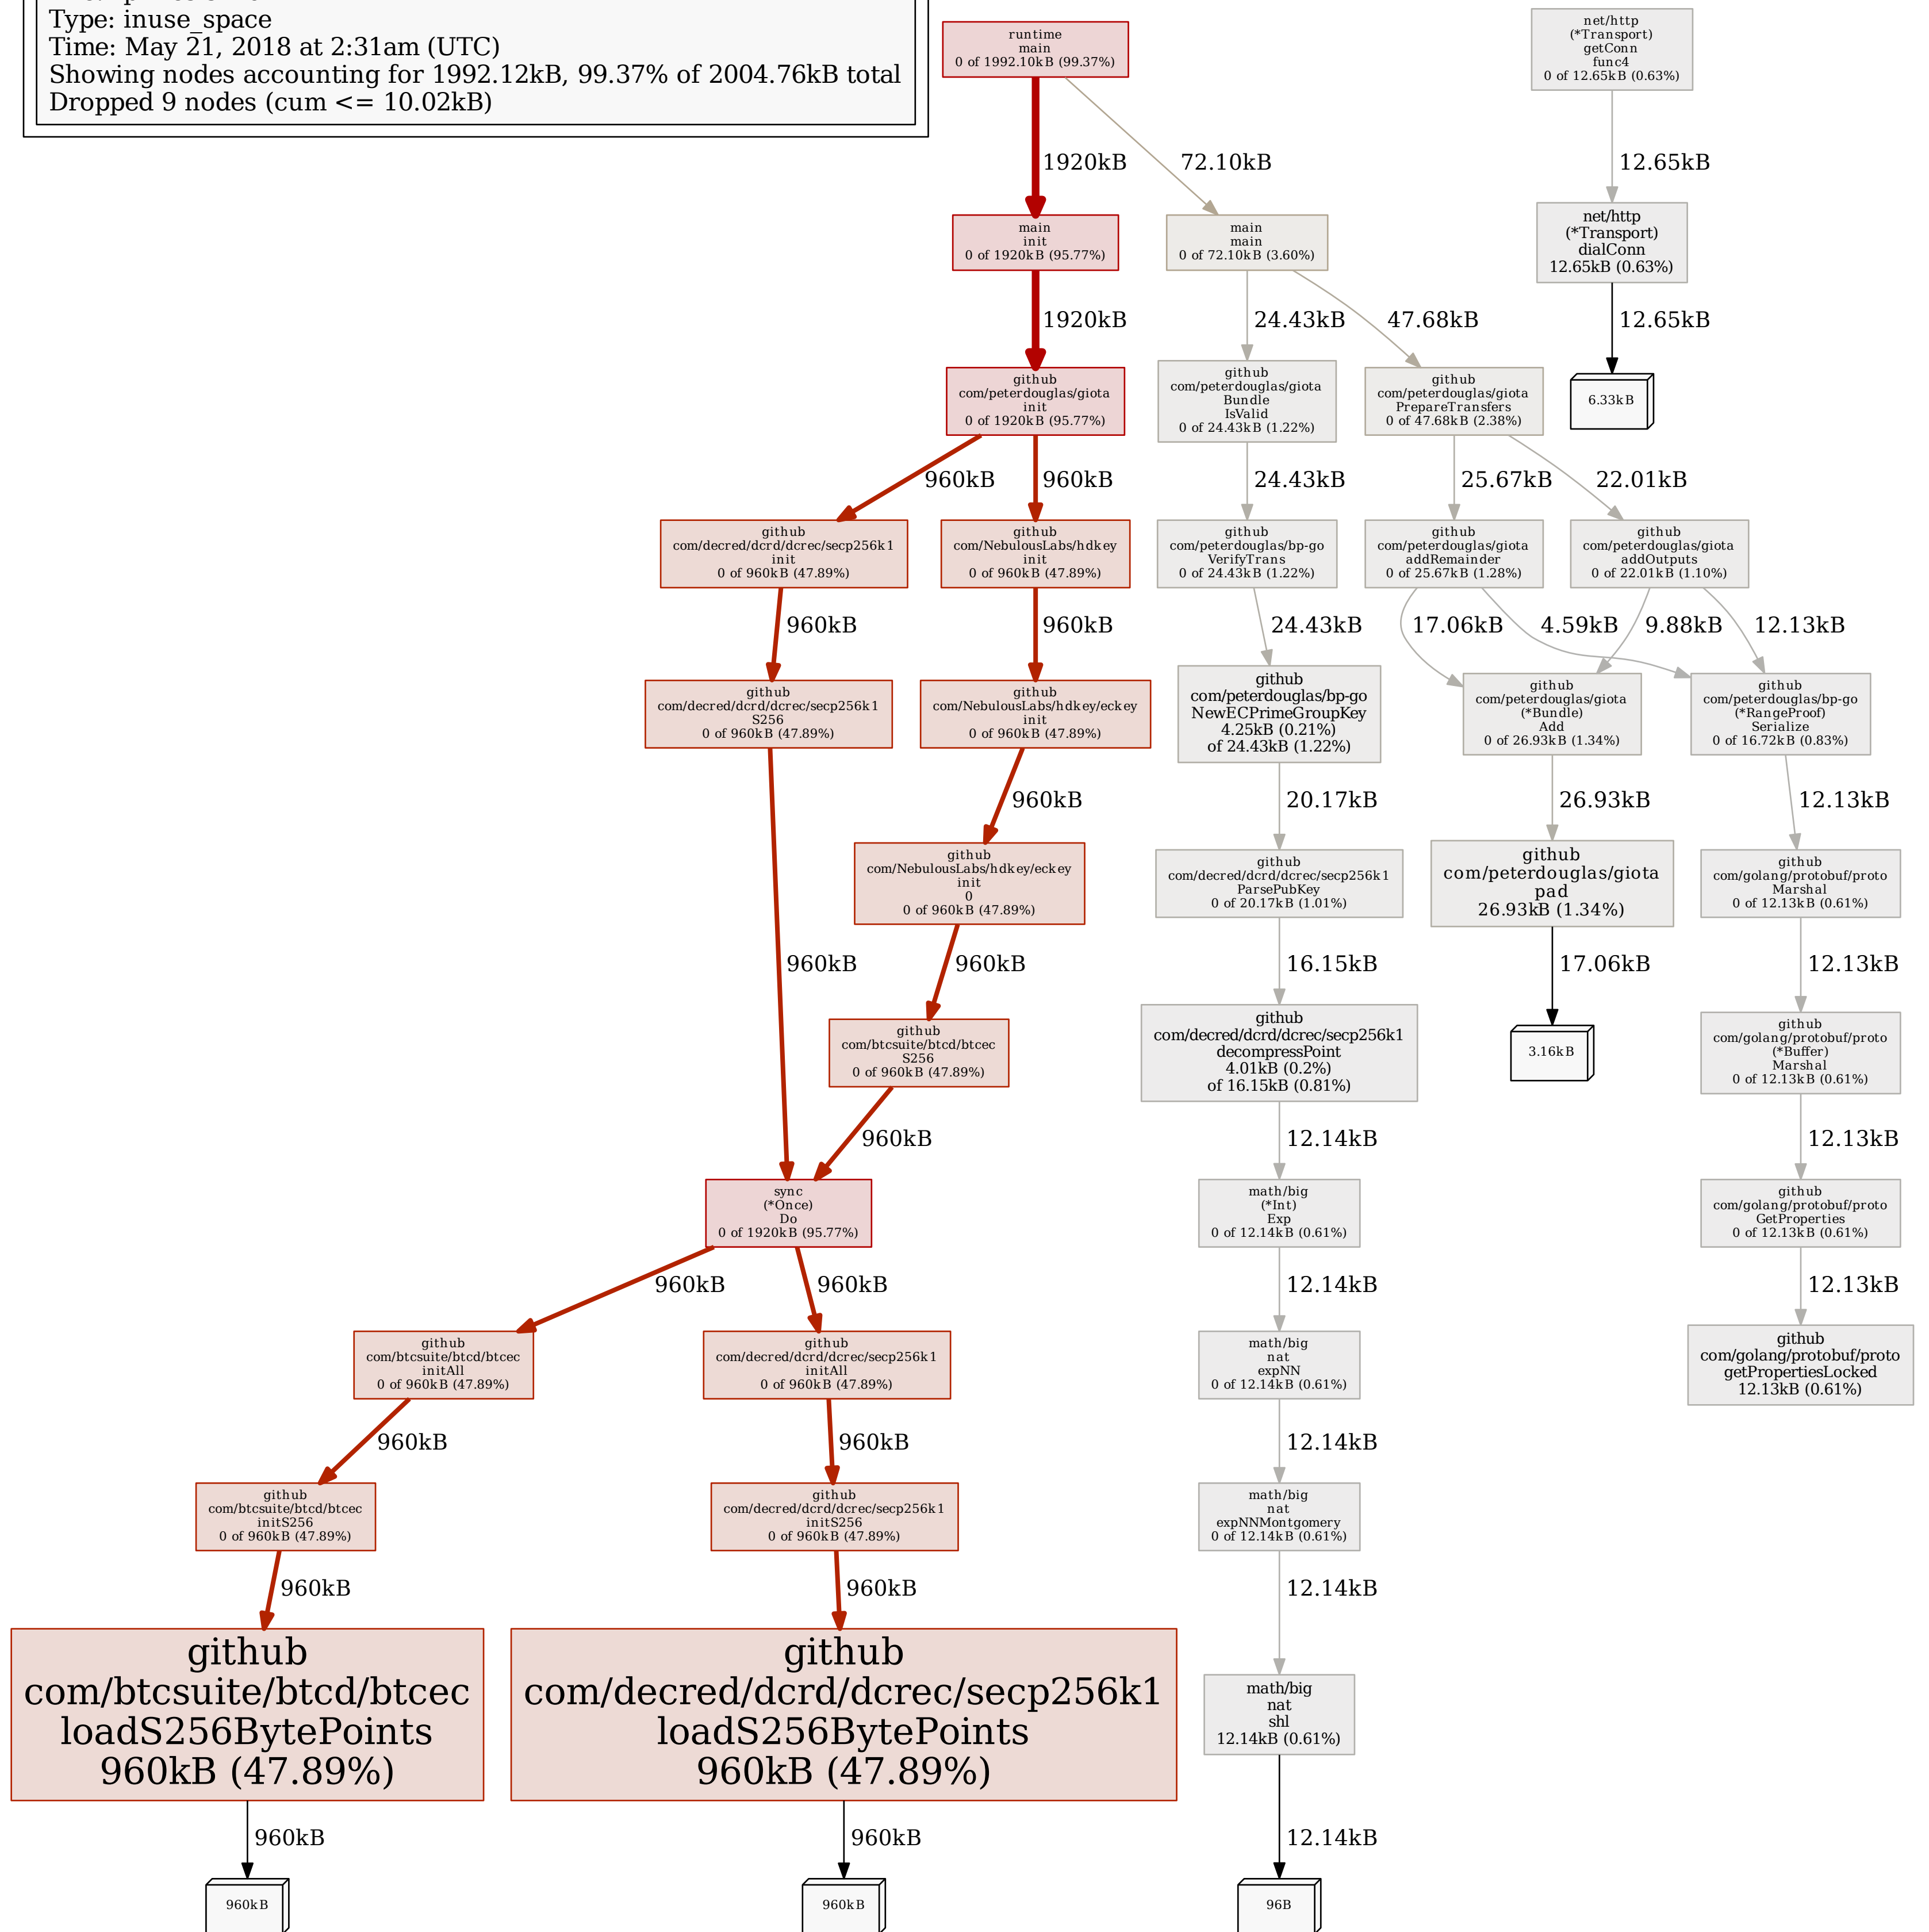 Type: inuse_space
Time: May 21, 2018 at 2:31am (UTC)
Showing nodes accounting for 1992.12kB, 99.37% of 2004.76kB total
Dropped 9 nodes (cum <= 10.02kB)
runtime
main
0 of 1992.10kB (99.37%)
net/http
(*Transport)
getConn
func4
0 of 12.65kB (0.63%)
1920kB
72.10kB
12.65kB
main
init
0 of 1920kB (95.77%)
main
main
0 of 72.10kB (3.60%)
net/http
(*Transport)
dialConn
12.65kB (0.63%)
1920kB
24.43kB
47.68kB
12.65kB
github
com/peterdouglas/giota
init
0 of 1920kB (95.77%)
github
com/peterdouglas/giota
Bundle
IsValid
0 of 24.43kB (1.22%)
github
com/peterdouglas/giota
PrepareTransfers
0 of 47.68kB (2.38%)
6.33kB
960kB
960kB
24.43kB
25.67kB
22.01kB
github
com/decred/dcrd/dcrec/secp256k1
init
0 of 960kB (47.89%)
github
com/NebulousLabs/hdkey
init
0 of 960kB (47.89%)
github
com/peterdouglas/bp-go
VerifyTrans
0 of 24.43kB (1.22%)
github
com/peterdouglas/giota
addRemainder
0 of 25.67kB (1.28%)
github
com/peterdouglas/giota
addOutputs
0 of 22.01kB (1.10%)
960kB
960kB
24.43kB
17.06kB
4.59kB
9.88kB
12.13kB
github
com/decred/dcrd/dcrec/secp256k1
S256
0 of 960kB (47.89%)
github
com/NebulousLabs/hdkey/eckey
init
0 of 960kB (47.89%)
github
com/peterdouglas/bp-go
NewECPrimeGroupKey
4.25kB (0.21%)
of 24.43kB (1.22%)
github
com/peterdouglas/giota
(*Bundle)
Add
0 of 26.93kB (1.34%)
github
com/peterdouglas/bp-go
(*RangeProof)
Serialize
0 of 16.72kB (0.83%)
960kB
20.17kB
26.93kB
12.13kB
github
com/NebulousLabs/hdkey/eckey
init
0
0 of 960kB (47.89%)
github
com/decred/dcrd/dcrec/secp256k1
ParsePubKey
0 of 20.17kB (1.01%)
github
com/peterdouglas/giota
pad
26.93kB (1.34%)
github
com/golang/protobuf/proto
Marshal
0 of 12.13kB (0.61%)
960kB
960kB
16.15kB
17.06kB
12.13kB
github
com/btcsuite/btcd/btcec
S256
0 of 960kB (47.89%)
github
com/decred/dcrd/dcrec/secp256k1
decompressPoint
4.01kB (0.2%)
of 16.15kB (0.81%)
3.16kB
github
com/golang/protobuf/proto
(*Buffer)
Marshal
0 of 12.13kB (0.61%)
960kB
12.14kB
12.13kB
sync
(*Once)
Do
0 of 1920kB (95.77%)
math/big
(*Int)
Exp
0 of 12.14kB (0.61%)
github
com/golang/protobuf/proto
GetProperties
0 of 12.13kB (0.61%)
960kB
960kB
12.14kB
12.13kB
github
com/btcsuite/btcd/btcec
initAll
0 of 960kB (47.89%)
github
com/decred/dcrd/dcrec/secp256k1
initAll
0 of 960kB (47.89%)
math/big
nat
expNN
0 of 12.14kB (0.61%)
github
com/golang/protobuf/proto
getPropertiesLocked
12.13kB (0.61%)
960kB
960kB
12.14kB
github
com/btcsuite/btcd/btcec
initS256
0 of 960kB (47.89%)
github
com/decred/dcrd/dcrec/secp256k1
initS256
0 of 960kB (47.89%)
math/big
nat
expNNMontgomery
0 of 12.14kB (0.61%)
960kB
960kB
12.14kB
github
com/btcsuite/btcd/btcec
loadS256BytePoints
960kB (47.89%)
github
com/decred/dcrd/dcrec/secp256k1
loadS256BytePoints
960kB (47.89%)
math/big
nat
shl
12.14kB (0.61%)
960kB
960kB
12.14kB
960kB
960kB
96B